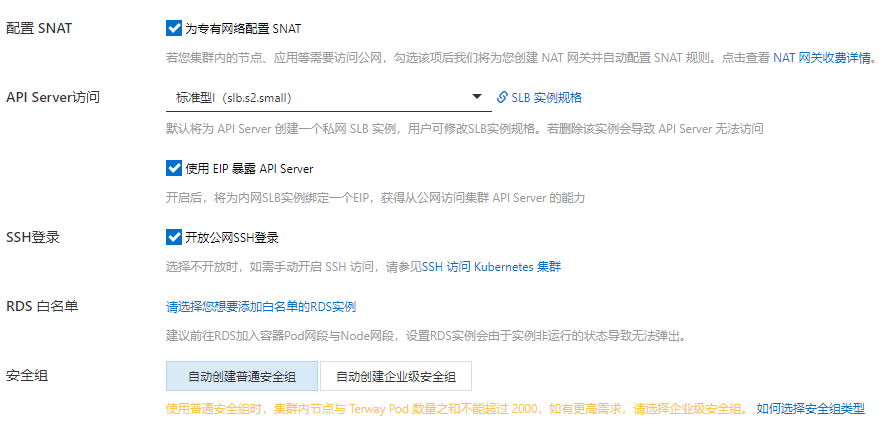 配置 SNAT
为专有网络配置 SNAT
若您集群内的节点、应用等需要访问公网，勾选该项后我们将为您创建 NAT 网关并自动配置 SNAT 规则。点击查看 NAT 网关收费详情。
API Server访问
标准型I（slb.s2.small）
SLB 实例规格
默认将为 API Server 创建一个私网 SLB 实例，用户可修改SLB实例规格。若删除该实例会导致 API Server 无法访问
使用 EIP 暴露 API Server
开启后，将为内网SLB实例绑定一个EIP，获得从公网访问集群 API Server 的能力
SSH登录
开放公网SSH登录
选择不开放时，如需手动开启 SSH 访问，请参见SSH 访问 Kubernetes 集群
RDS 白名单
请选择您想要添加白名单的RDS实例
建议前往RDS加入容器Pod网段与Node网段，设置RDS实例会由于实例非运行的状态导致无法弹出。
安全组
自动创建普通安全组
自动创建企业级安全组
使用普通安全组时，集群内节点与 Terway Pod 数量之和不能超过 2000，如有更高需求，请选择企业级安全组。 如何选择安全组类型